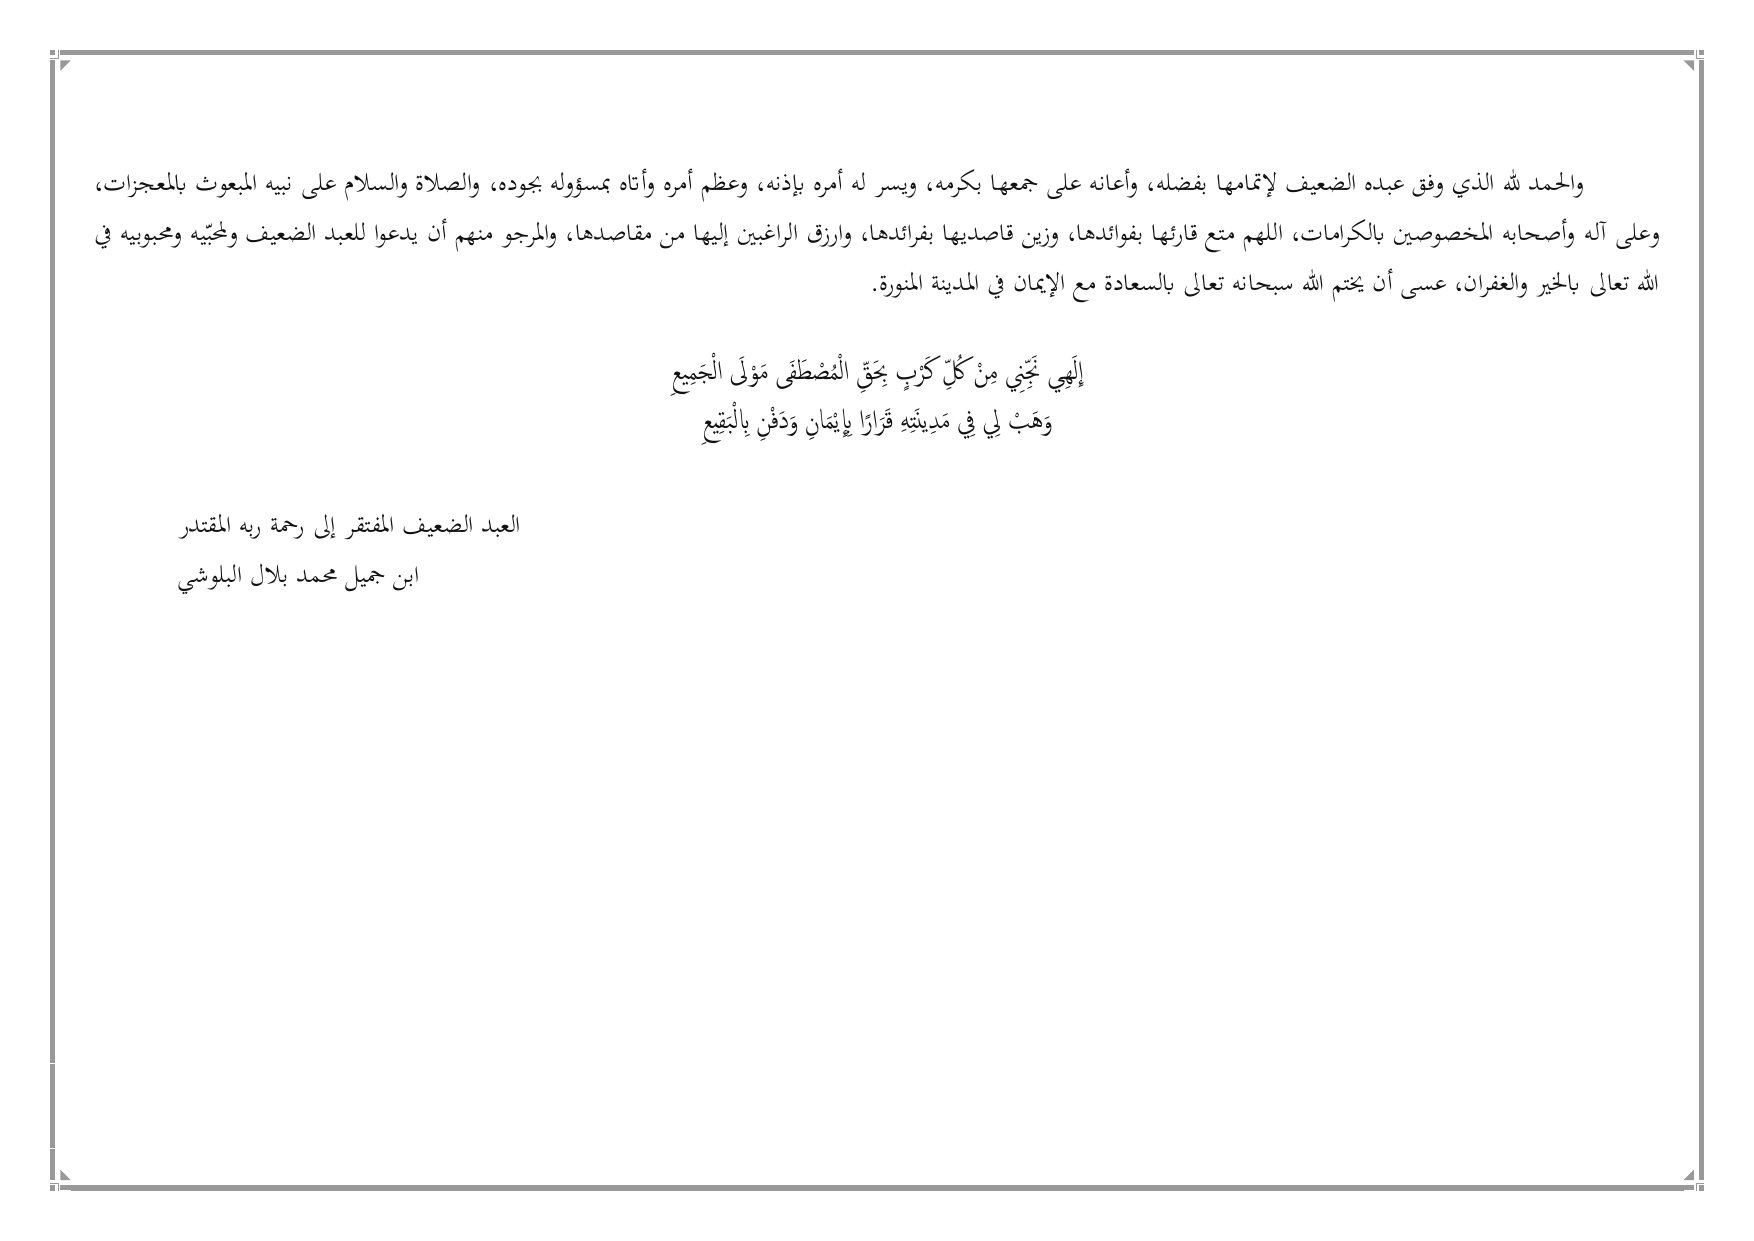 والحمد لله الذي وفق عبده الضعيف لإتمامها بفضله، وأعانه على جمعها بكرمه، ويسر له أمره بإذنه، وعظم أمره وأتاه بمسؤوله بجوده، والصلاة والسلام على نبيه المبعوث بالمعجزات،
وعلى آله وأصحابه المخصوصين بالكرامات، اللهم متع قارئها بفوائدها، وزين قاصديها بفرائدها، وارزق الراغبين إليها من مقاصدها، والمرجو منهم أن يدعوا للعبد الضعيف ولمحبّيه ومحبوبيه في
الله تعالى بالخير والغفران، عسى أن يختم الله سبحانه تعالى بالسعادة مع الإيمان في المدينة المنورة.
إِلَهِي نَجِّنِي مِنْ كُلِّ كَرْبٍ بِحَقِّ الْمُصْطَفَى مَوْلَى الْجَمِيعِ
وَهَبْ لِي فِي مَدِينَتِهِ قَرَارًا بِإِيْمَانِ وَدَفْنِ بِالْبَقِيعِ
العبد الضعيف المفتقر إلى رحمة ربه المقتدر
ابن جميل محمد بلال البلوشي